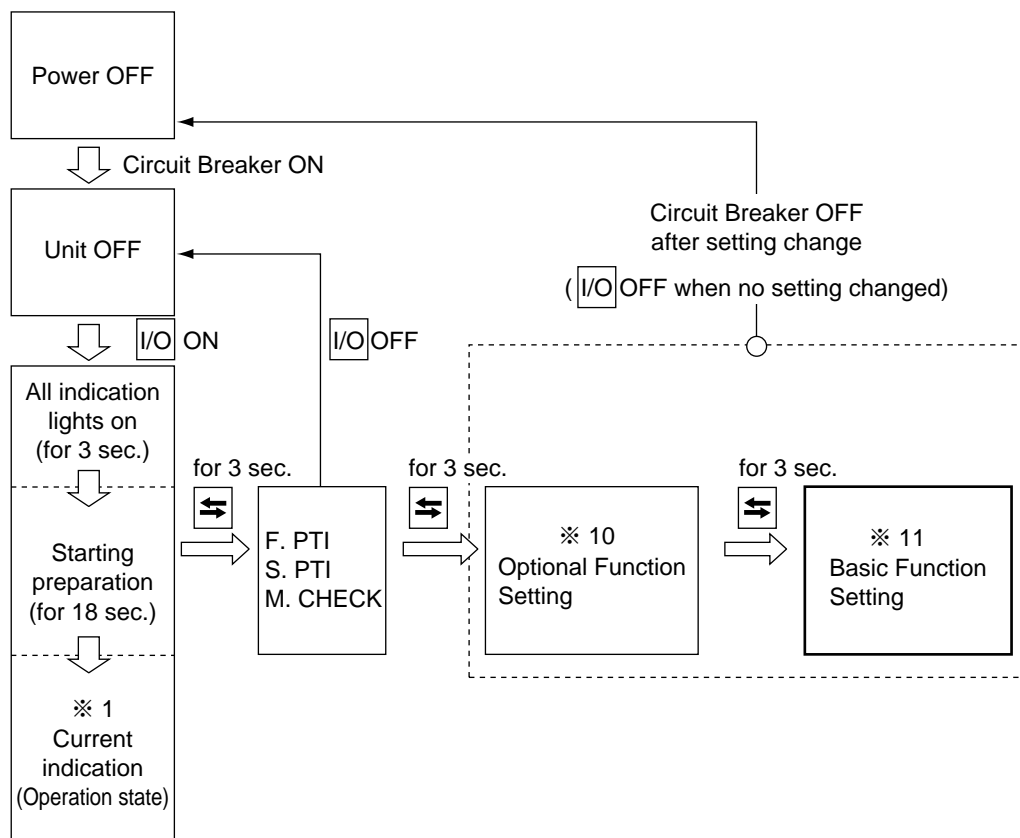 Power OFF
Circuit Breaker ON
Unit OFF
Circuit Breaker OFF
after setting change
( I/O OFF when no setting changed)
I/O ON
I/O OFF
All indication
lights on
(for 3 sec.)
for 3 sec.
for 3 sec.
for 3 sec.
Starting
preparation
(for 18 sec.)
F. PTI
S. PTI
M. CHECK
※ 10
Optional Function
Setting
※ 11
Basic Function
Setting
※ 1
Current
indication
(Operation state)